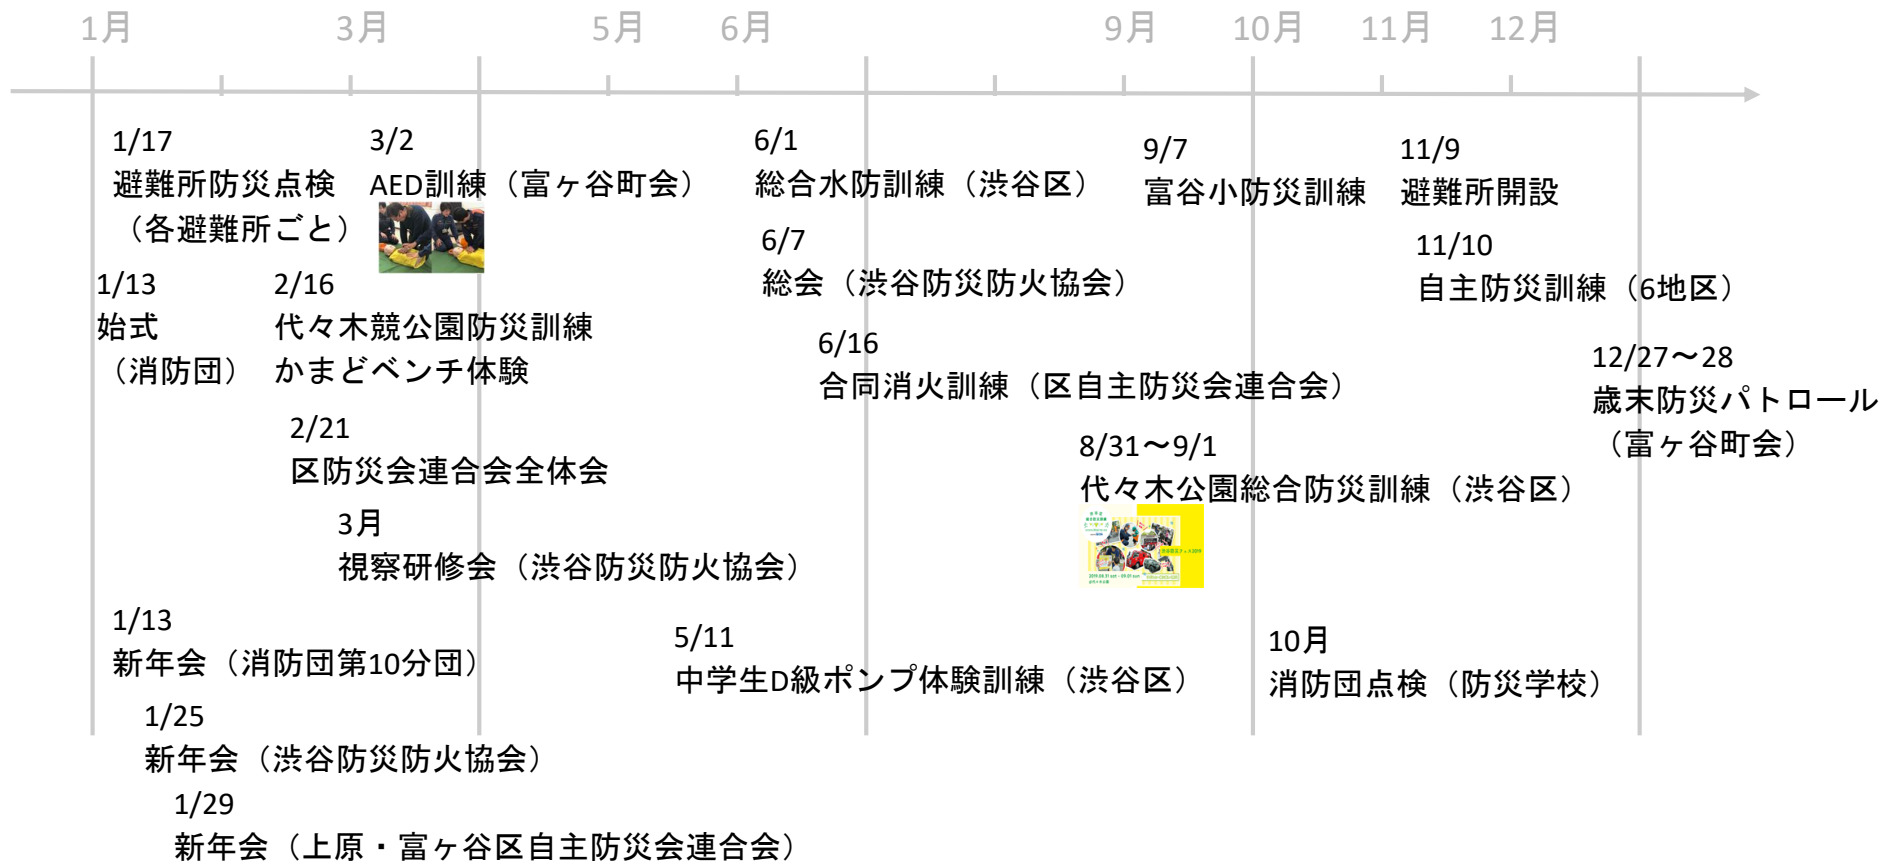 1月
3月
5月
6月
9月
10月
11月
12月
1/17
避難所防災点検
（各避難所ごと）
3/2
AED訓練（富ヶ谷町会）
6/1
総合水防訓練（渋谷区）
9/7
富谷小防災訓練
11/9
避難所開設
6/7
総会（渋谷防災防火協会）
11/10
自主防災訓練（6地区）
1/13
始式
（消防団）
2/16
代々木競公園防災訓練
かまどベンチ体験
6/16
合同消火訓練（区自主防災会連合会）
12/27〜28
歳末防災パトロール
（富ヶ谷町会）
2/21
区防災会連合会全体会
8/31〜9/1
代々木公園総合防災訓練（渋谷区）
3月
視察研修会（渋谷防災防火協会）
1/13
新年会（消防団第10分団）
5/11
中学生D級ポンプ体験訓練（渋谷区）
10月
消防団点検（防災学校）
1/25
新年会（渋谷防災防火協会）
1/29
新年会（上原・富ヶ谷区自主防災会連合会）